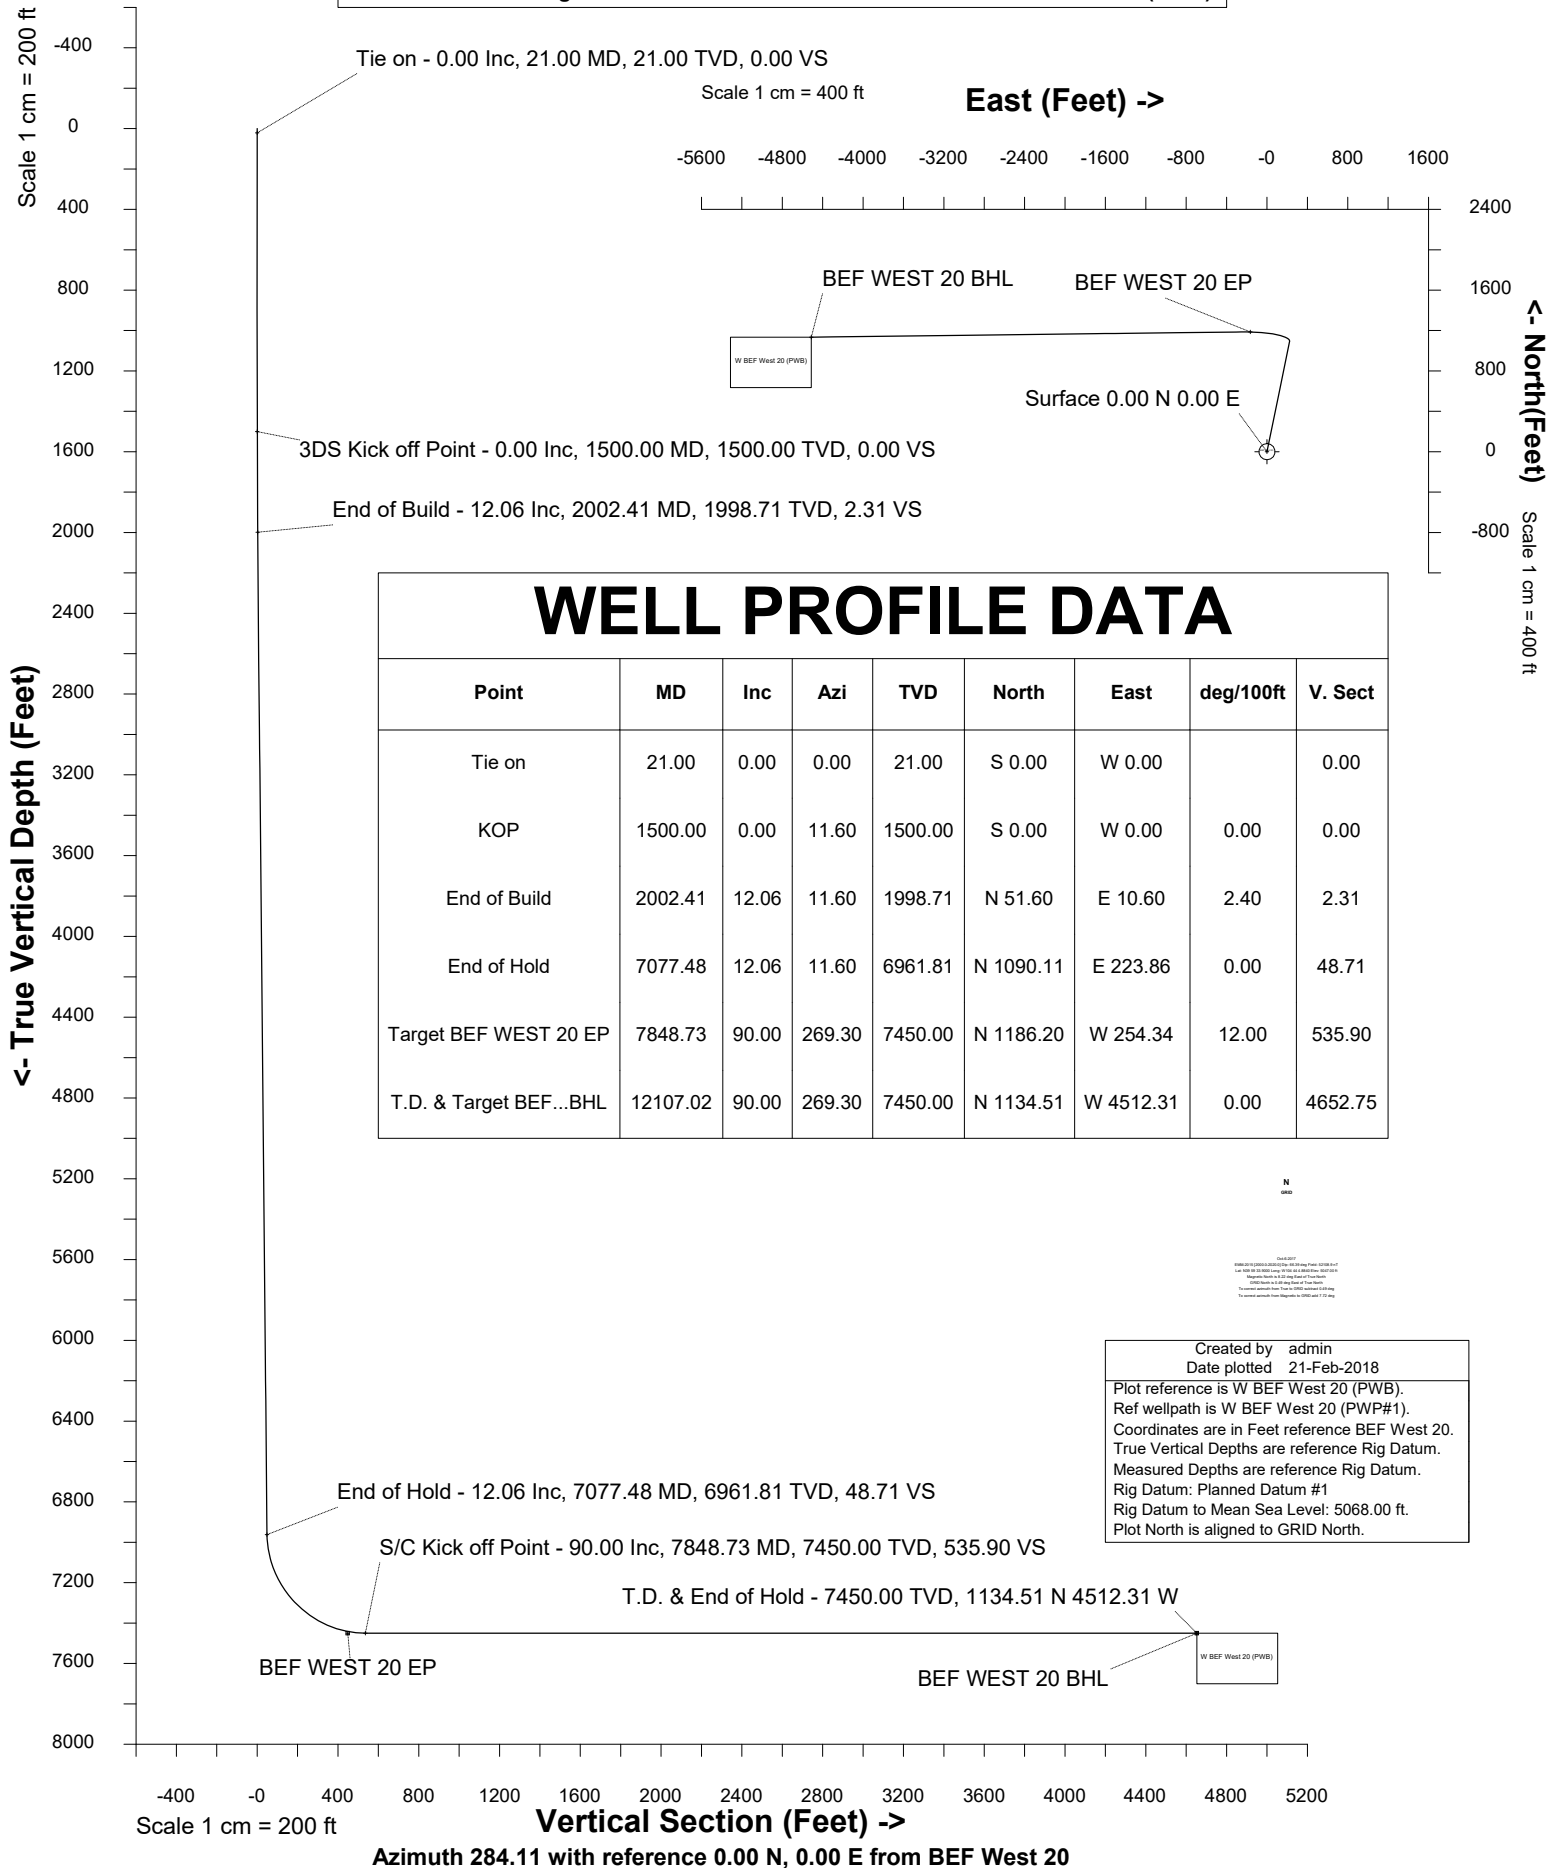 Scale 1 cm = 200 ft
-400
0
400
800
1200
1600
2000
2400
2800
3200
3600
4000
4400
4800
5200
5600
6000
6400
6800
7200
7600
8000
<- True Vertical Depth (Feet)
Tie on - 0.00 Inc, 21.00 MD, 21.00 TVD, 0.00 VS
Scale 1 cm = 400 ft
East (Feet) ->
-5600 -4800 -4000 -3200 -2400 -1600 -800 -0 800 1600
2400
1600
800
0
-800
<- North(Feet)
Scale 1 cm = 400 ft
BEF WEST 20 BHL
BEF WEST 20 EP
W BEF West 20 (PWB)
Surface 0.00 N 0.00 E
3DS Kick off Point - 0.00 Inc, 1500.00 MD, 1500.00 TVD, 0.00 VS
End of Build - 12.06 Inc, 2002.41 MD, 1998.71 TVD, 2.31 VS
WELL PROFILE DATA
Point MD Inc Azi TVD North East deg/100ft V. Sect
Tie on 21.00 0.00 0.00 21.00 S 0.00 W 0.00 0.00
KOP 1500.00 0.00 11.60 1500.00 S 0.00 W 0.00 0.00 0.00
End of Build 2002.41 12.06 11.60 1998.71 N 51.60 E 10.60 2.40 2.31
End of Hold 7077.48 12.06 11.60 6961.81 N 1090.11 E 223.86 0.00 48.71
Target BEF WEST 20 EP 7848.73 90.00 269.30 7450.00 N 1186.20 W 254.34 12.00 535.90
T.D. & Target BEF...BHL 12107.02 90.00 269.30 7450.00 N 1134.51 W 4512.31 0.00 4652.75
N
GRID
Created by admin
Date plotted 21-Feb-2018
Plot reference is W BEF West 20 (PWB).
Ref wellpath is W BEF West 20 (PWP#1).
Coordinates are in Feet reference BEF West 20.
True Vertical Depths are reference Rig Datum.
Measured Depths are reference Rig Datum.
Rig Datum: Planned Datum #1
Rig Datum to Mean Sea Level: 5068.00 ft.
Plot North is aligned to GRID North.
End of Hold - 12.06 Inc, 7077.48 MD, 6961.81 TVD, 48.71 VS
S/C Kick off Point - 90.00 Inc, 7848.73 MD, 7450.00 TVD, 535.90 VS
T.D. & End of Hold - 7450.00 TVD, 1134.51 N 4512.31 W
BEF WEST 20 EP
BEF WEST 20 BHL
W BEF West 20 (PWB)
-400 -0 400 800 1200 1600 2000 2400 2800 3200 3600 4000 4400 4800 5200
Scale 1 cm = 200 ft
Vertical Section (Feet) ->
Azimuth 284.11 with reference 0.00 N, 0.00 E from BEF West 20